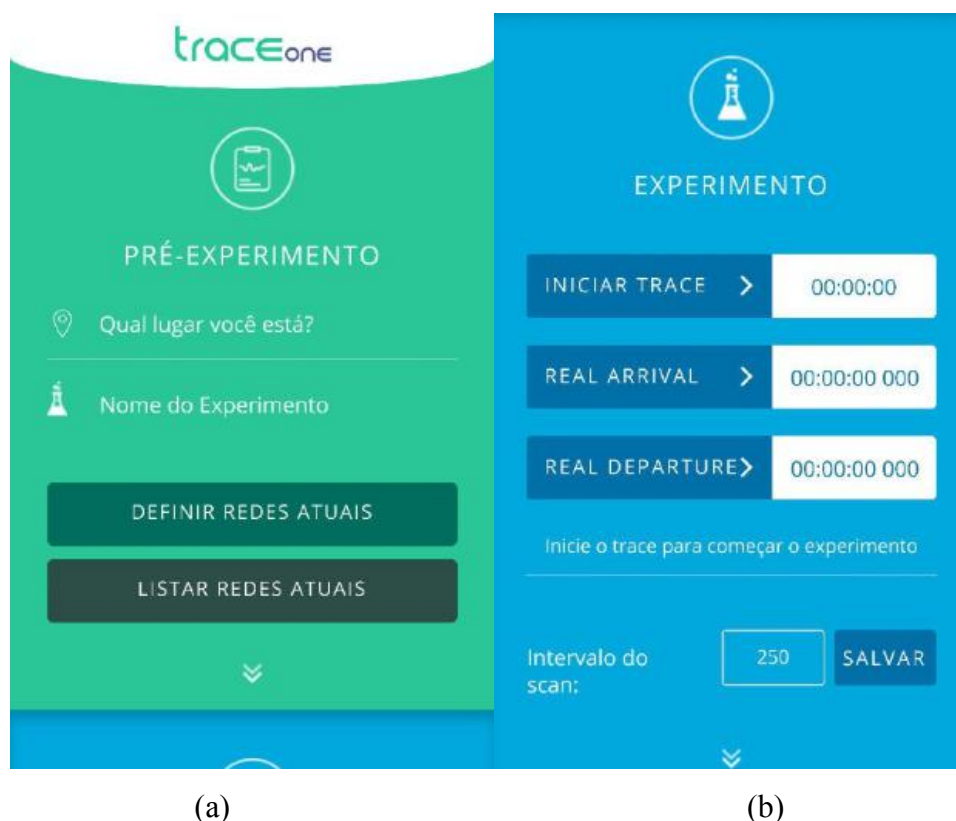 traceone
PRÉ-EXPERIMENTO
Qual lugar você está?
Nome do Experimento
DEFINIR REDES ATUAIS
LISTAR REDES ATUAIS
(a)
EXPERIMENTO
INICIAR TRACE > 00:00:00
REAL ARRIVAL > 00:00:00 000
REAL DEPARTURE> 00:00:00 000
Inicie o trace para começar o experimento
Intervalo do 250 SALVAR
scan:
(b)